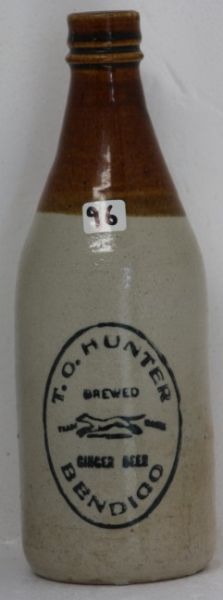 96
T.O. HUNTER
BREWED
TRADE MARK
GINGER BEER
BENDIGO